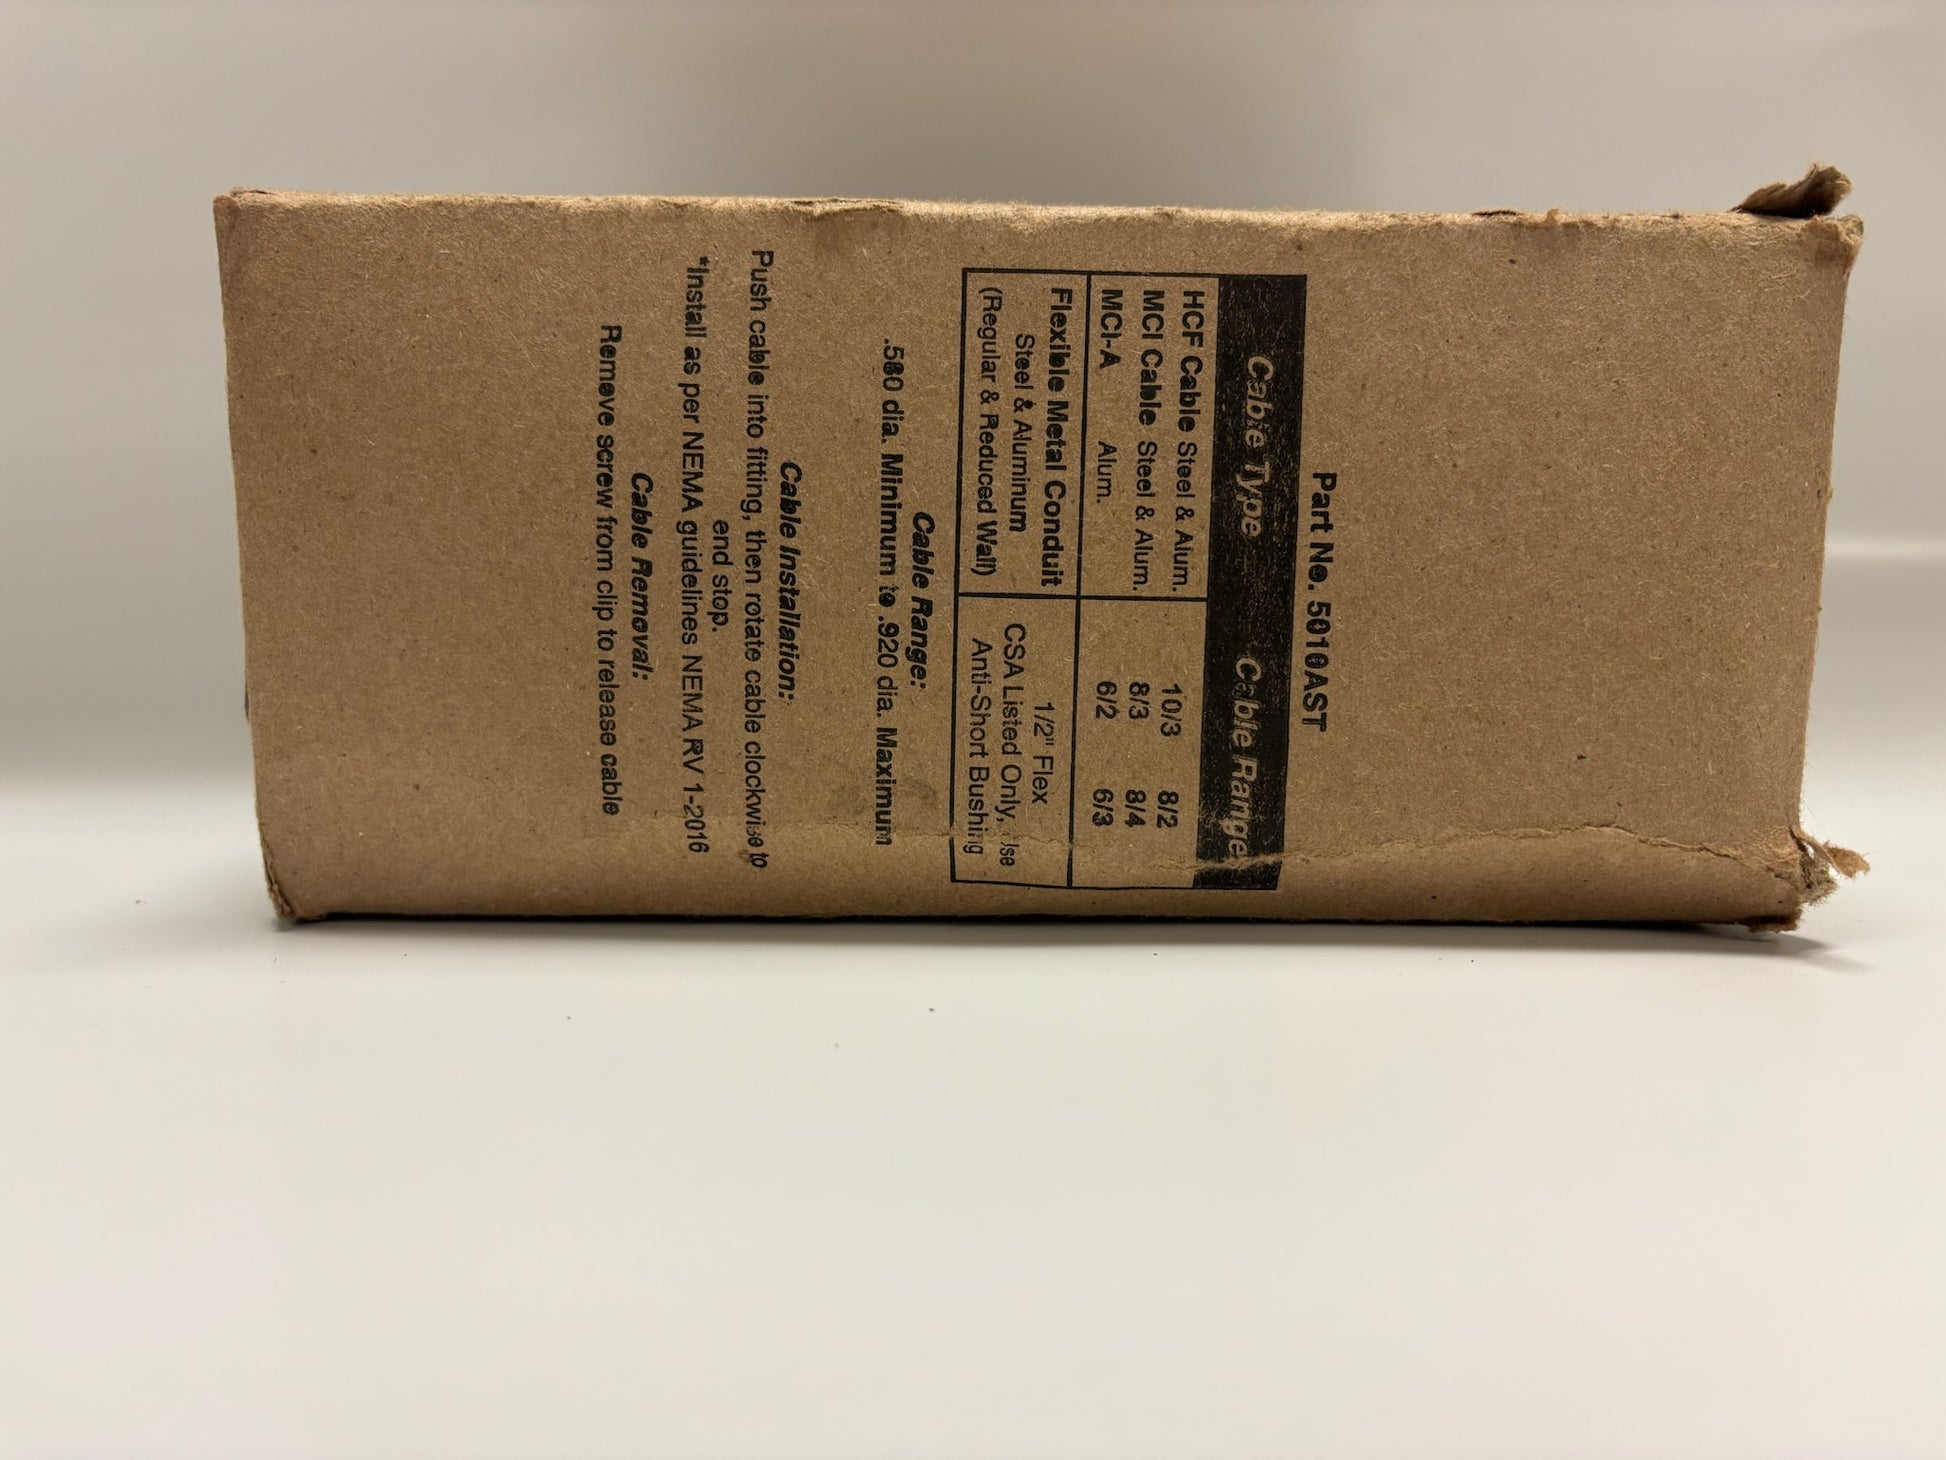 Part No. 5010AST
Cable Type Cable Range
HCF Cable Steel & Alum. 10/3 8/2
MCI Cable Steel & Alum. 8/3 8/4
MCI-A Alum. 6/2 6/3
Flexible Metal Conduit 1/2" Flex
Steel & Aluminum CSA Listed Only,
(Regular & Reduced Wall) Anti-Short Bushing
Cable Range:
.580 dia. Minimum to .920 dia. Maximum
Cable Installation:
Push cable into fitting, then rotate cable clockwise to
end stop.
*Install as per NEMA guidelines NEMA RV 1-2016
Cable Removal:
Remove screw from clip to release cable